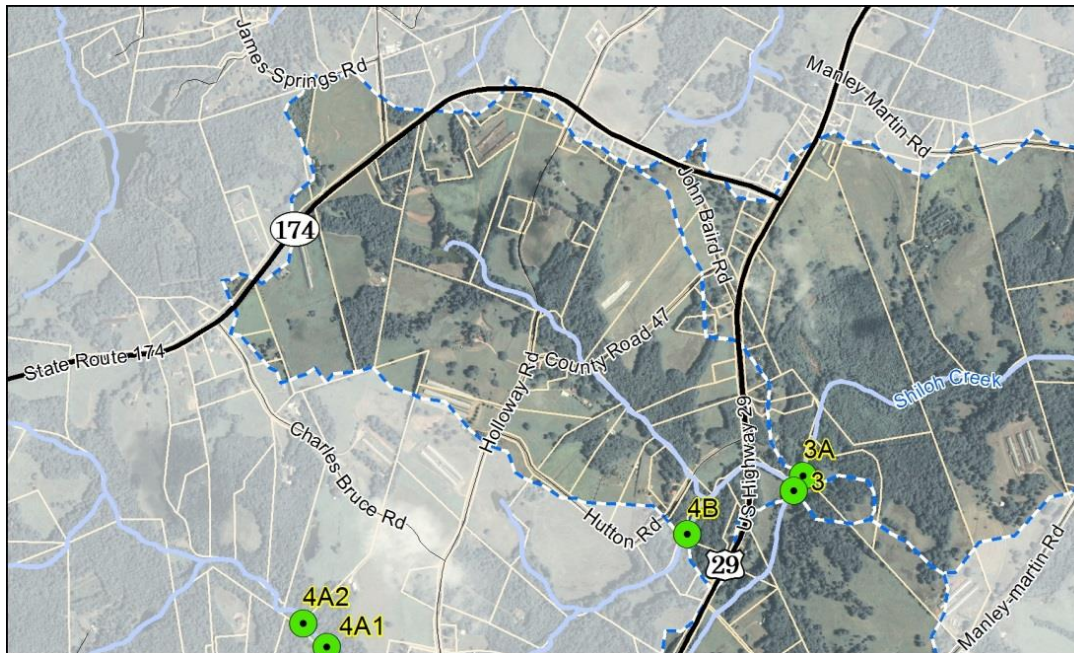 James Springs Rd
Manley Martin Rd
John Baird Rd
174
State Route 174
County Road 47
Holloway Rd
Shiloh Creek
US Highway 29
Charles Bruce Rd
3A
3
4B
Hutton Rd
29
4A2
4A1
Manley-martin Rd